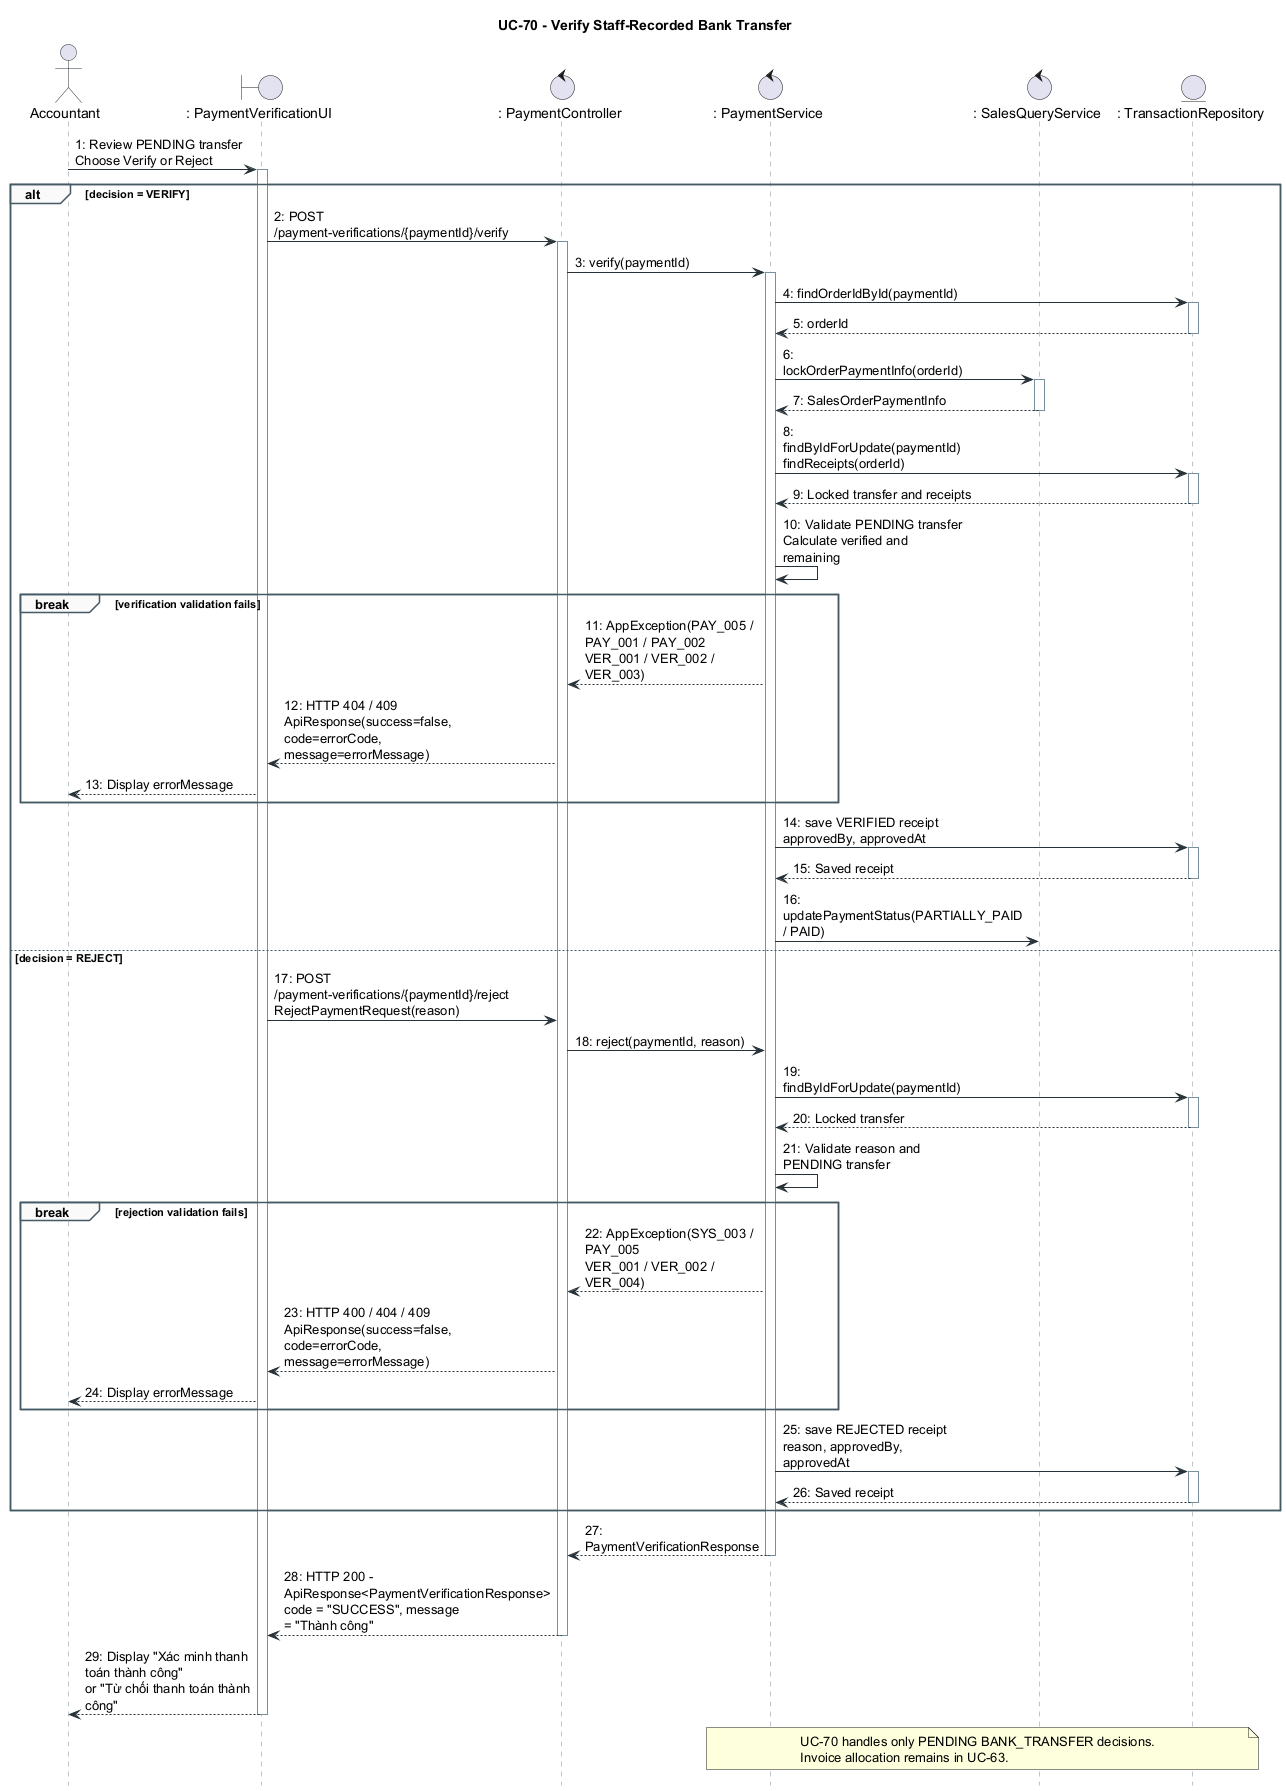 UC-70 - Verify Staff-Recorded Bank Transfer
Accountant
: PaymentVerificationUI
: PaymentController
: PaymentService
: SalesQueryService
: TransactionRepository
1: Review PENDING transfer
Choose Verify or Reject
alt
[decision = VERIFY]
2: POST
/payment-verifications/{paymentId}/verify
3: verify(paymentId)
4: findOrderIdById(paymentId)
5: orderId
6:
lockOrderPaymentInfo(orderId)
7: SalesOrderPaymentInfo
8:
findByIdForUpdate(paymentId)
findReceipts(orderId)
9: Locked transfer and receipts
10: Validate PENDING transfer
Calculate verified and
remaining
break
[verification validation fails]
11: AppException(PAY_005 /
PAY_001 / PAY_002
VER_001 / VER_002 /
VER_003)
12: HTTP 404 / 409
ApiResponse(success=false,
code=errorCode,
message=errorMessage)
13: Display errorMessage
14: save VERIFIED receipt
approvedBy, approvedAt
15: Saved receipt
16:
updatePaymentStatus(PARTIALLY_PAID
/ PAID)
[decision = REJECT]
17: POST
/payment-verifications/{paymentId}/reject
RejectPaymentRequest(reason)
18: reject(paymentId, reason)
19:
findByIdForUpdate(paymentId)
20: Locked transfer
21: Validate reason and
PENDING transfer
break
[rejection validation fails]
22: AppException(SYS_003 /
PAY_005
VER_001 / VER_002 /
VER_004)
23: HTTP 400 / 404 / 409
ApiResponse(success=false,
code=errorCode,
message=errorMessage)
24: Display errorMessage
25: save REJECTED receipt
reason, approvedBy,
approvedAt
26: Saved receipt
27:
PaymentVerificationResponse
28: HTTP 200 -
ApiResponse<PaymentVerificationResponse>
code = "SUCCESS", message
= "Thành công"
29: Display "Xác minh thanh
toán thành công"
or "Từ chối thanh toán thành
công"
UC-70 handles only PENDING BANK_TRANSFER decisions.
Invoice allocation remains in UC-63.